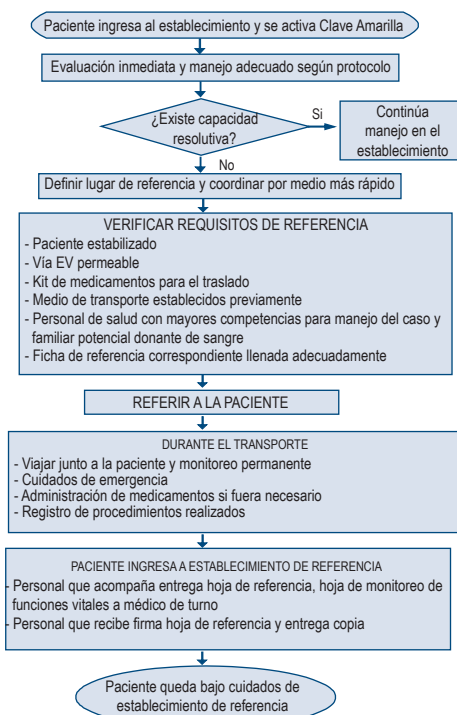 Paciente ingresa al establecimiento y se activa Clave Amarilla
Evaluación inmediata y manejo adecuado según protocolo
¿Existe capacidad
resolutiva?
Si
Continúa
manejo en el
establecimiento
No
Definir lugar de referencia y coordinar por medio más rápido
VERIFICAR REQUISITOS DE REFERENCIA
- Paciente estabilizado
- Vía EV permeable
- Kit de medicamentos para el traslado
- Medio de transporte establecidos previamente
- Personal de salud con mayores competencias para manejo del caso y
familiar potencial donante de sangre
- Ficha de referencia correspondiente llenada adecuadamente
REFERIR A LA PACIENTE
DURANTE EL TRANSPORTE
- Viajar junto a la paciente y monitoreo permanente
- Cuidados de emergencia
- Administración de medicamentos si fuera necesario
- Registro de procedimientos realizados
PACIENTE INGRESA A ESTABLECIMIENTO DE REFERENCIA
- Personal que acompaña entrega hoja de referencia, hoja de monitoreo de
funciones vitales a médico de turno
- Personal que recibe firma hoja de referencia y entrega copia
Paciente queda bajo cuidados de
establecimiento de referencia